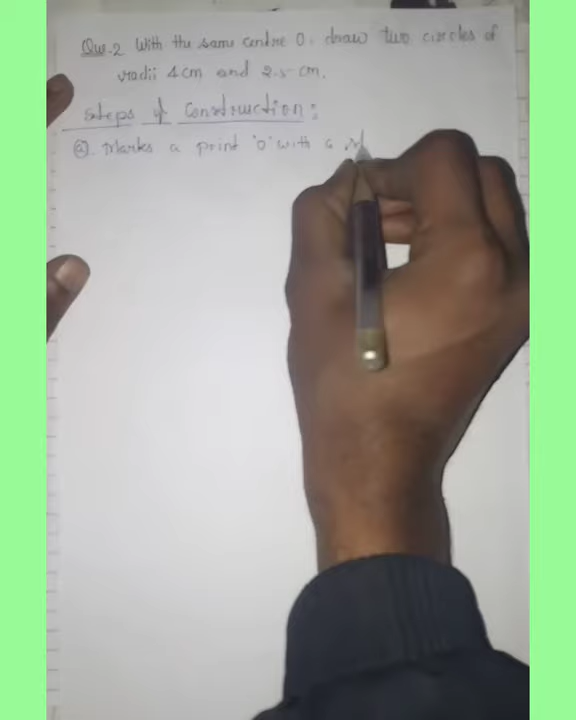 Que.2 With the same centre O, draw two circles of
radii 4cm and 2.5 cm.
Steps of Construction:
@. Marks a print 'O' with a